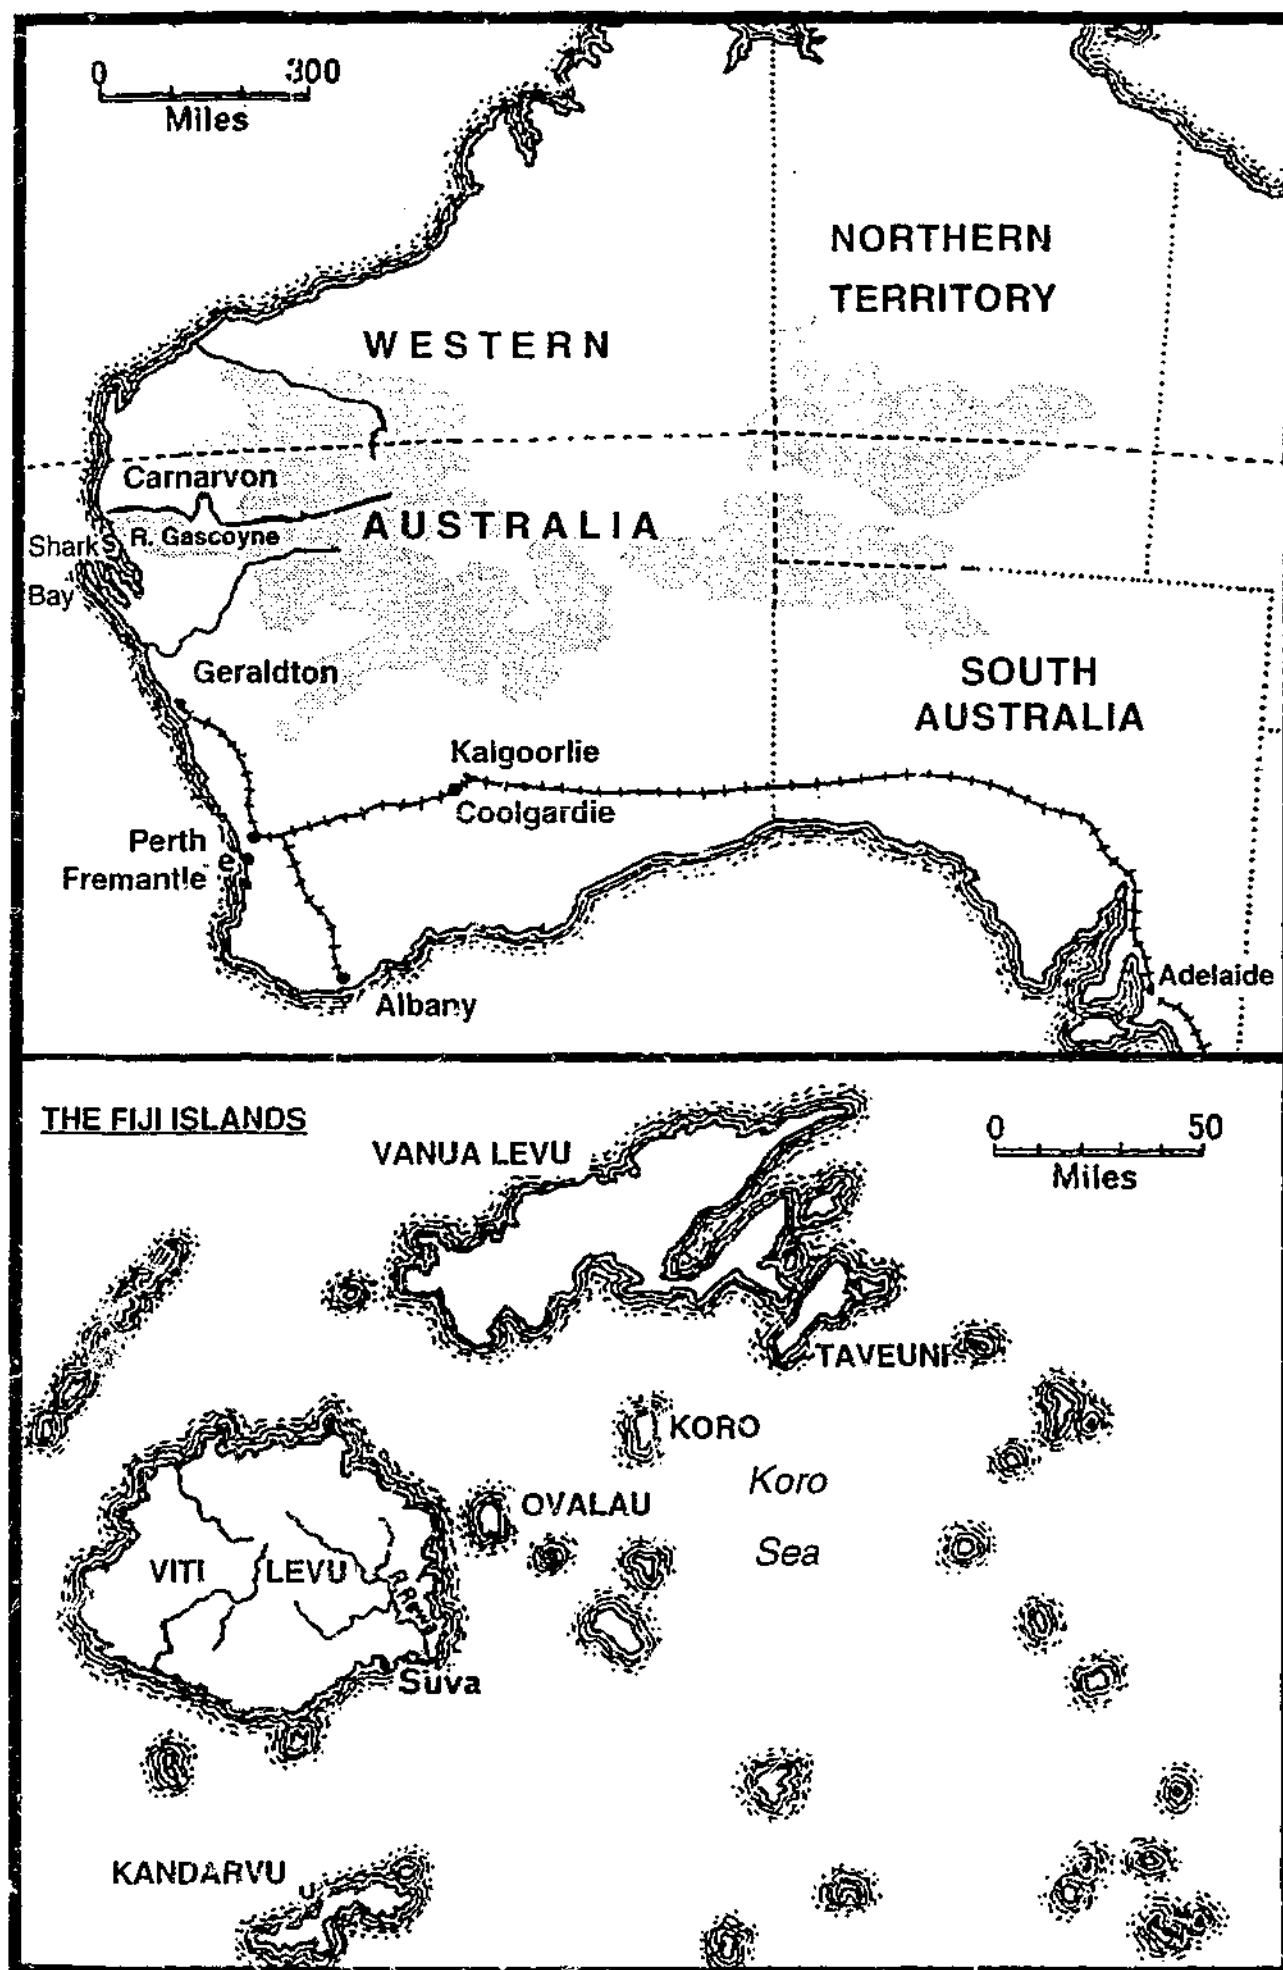 0 300
Miles
NORTHERN
TERRITORY
WESTERN
Carnarvon
AUSTRALIA
R. Gascoyne
Sharks
Bay
Geraldton
SOUTH
AUSTRALIA
Kalgoorlie
Coolgardie
Perth
Fremantle
Adelaide
Albany
THE FIJI ISLANDS
0 50
Miles
VANUA LEVU
TAVEUNI
KORO
Koro
OVALAU
Sea
VITI LEVU
Suva
KANDARVU